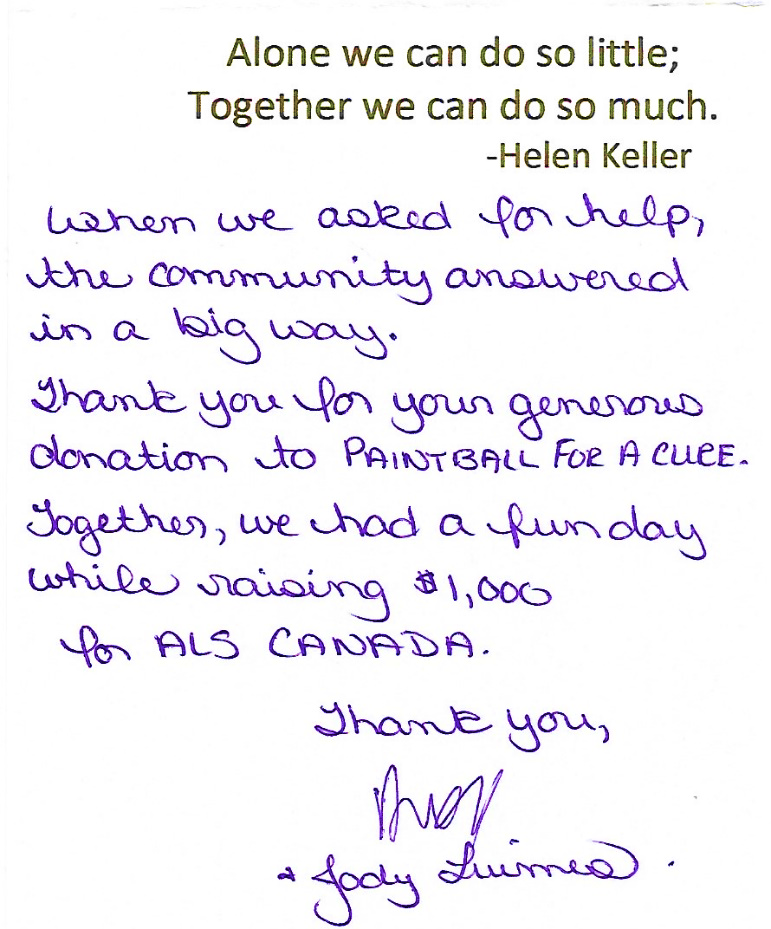 Alone we can do so little;
Together we can do so much.
-Helen Keller
When we asked for help,
the community answered
in a big way.
Thank you for your generous
donation to PAINTBALL FOR A CURE.
Together, we had a fun day
while raising $1,000
for ALS CANADA.
Thank you,
+ Jody Luimes